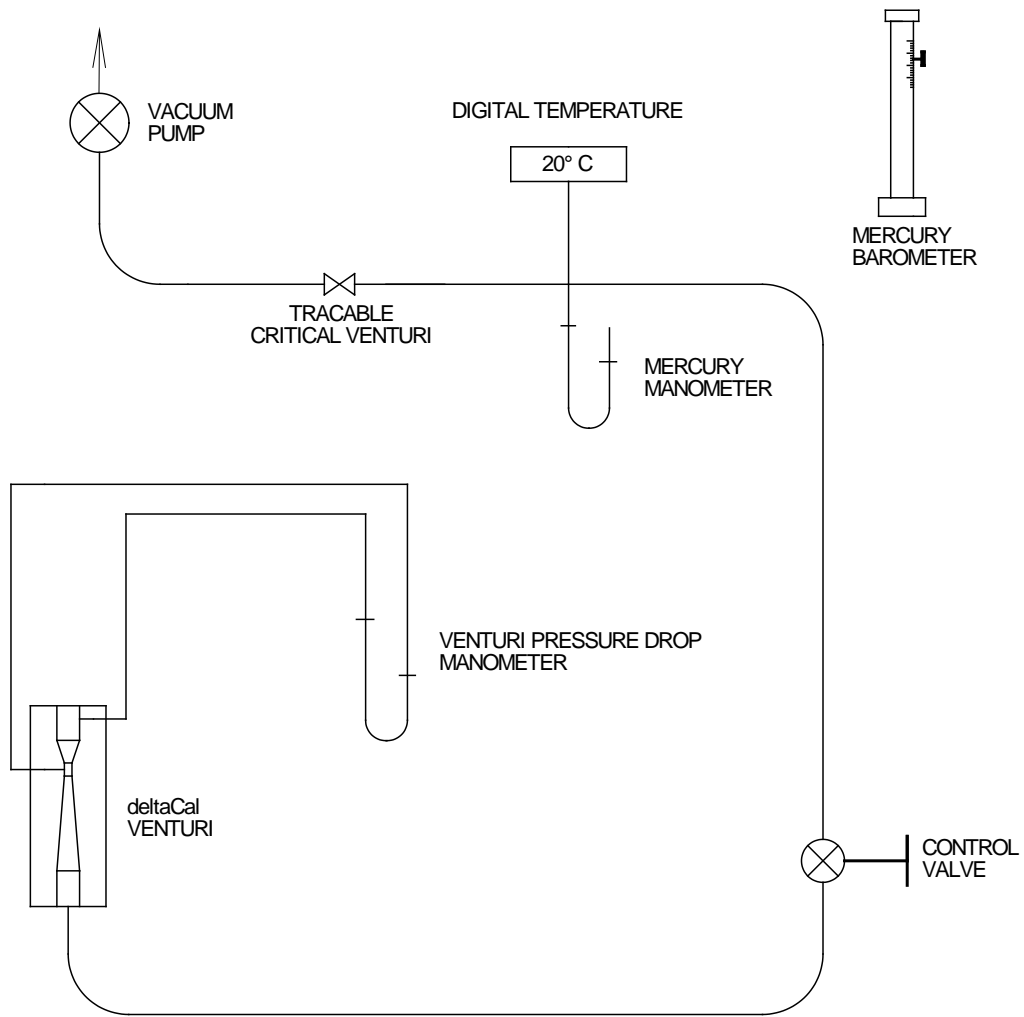 VACUUM
PUMP
DIGITAL TEMPERATURE
20° C
MERCURY
BAROMETER
TRACABLE
CRITICAL VENTURI
MERCURY
MANOMETER
VENTURI PRESSURE DROP
MANOMETER
deltaCal
VENTURI
CONTROL
VALVE